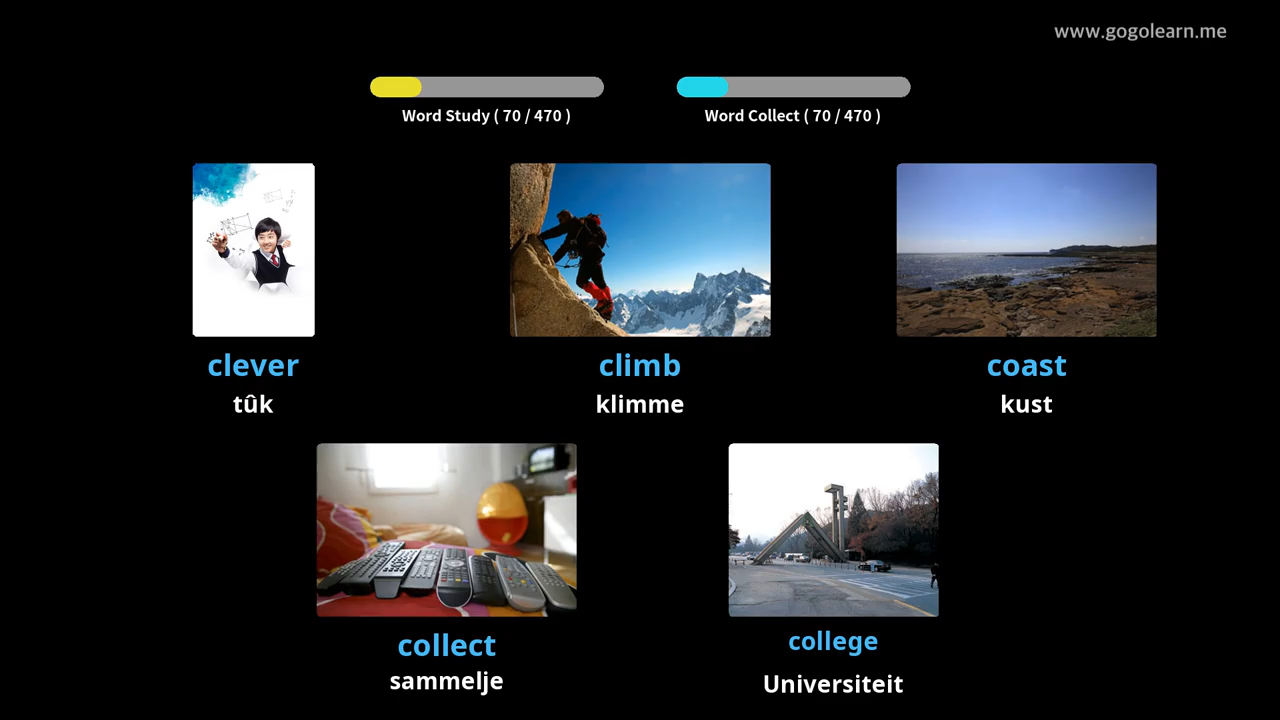 www.gogolearn.me
Word Study ( 70 / 470 )
Word Collect ( 70 / 470 )
clever
tûk
climb
klimme
coast
kust
collect
sammelje
college
Universiteit